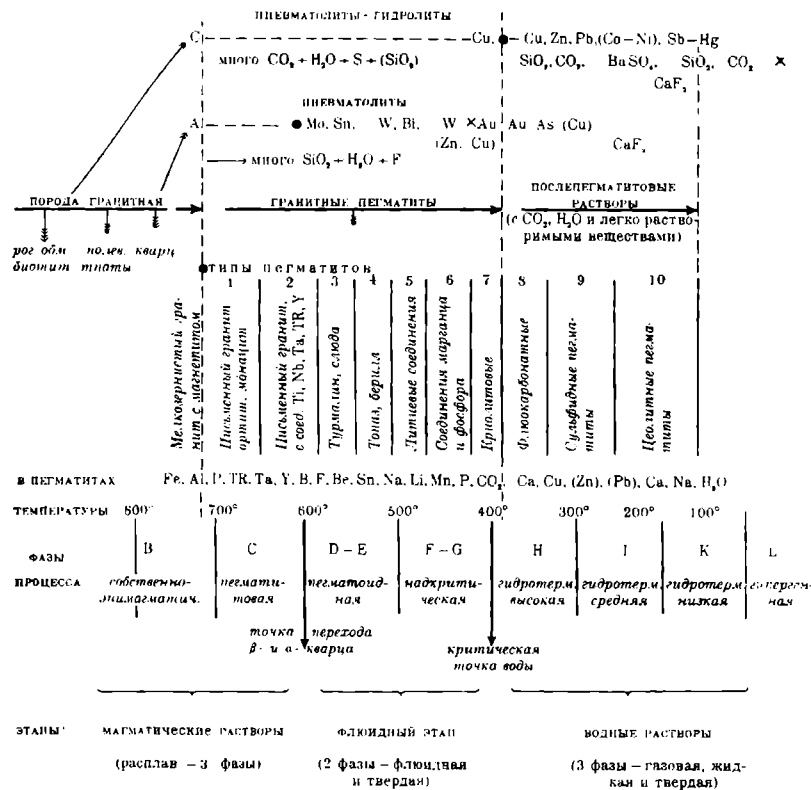 ПНЕВМАТОЛИТЫ-ГИДРОЛИТЫ
C Cu, Cu, Zn, Pb, (Co–Ni), Sb–Hg
много CO₂ + H₂O + S + (SiO₂)
SiO₂, CO₂, BaSO₄, SiO₂, CO₂
CaF₂
ПНЕВМАТОЛИТЫ
A Mo, Sn, W, Bi, W Au Au As (Cu)
(Zn, Cu) CaF₂
много SiO₂ + H₂O + F
ПОРОДА ГРАНИТНАЯ ГРАНИТНЫЕ ПЕГМАТИТЫ ПОСЛЕПЕГМАТИТОВЫЕ
РАСТВОРЫ
(с CO₂, H₂O и легко раство-
римыми веществами)
рог обм полев. кварц
биотит шпаты
типы пегматитов
1 2 3 4 5 6 7 8 9 10
Мелкозернистый гра-
нит с магнетитом
Письменный гранит
ортит, монацит
Письменный гранит,
с соед. Ti, Nb, Ta, TR, Y
Турмалин, слюда
Топаз, берилл
Литиевые соединения
Соединения марганца
и фосфора
Криолитовые
Флюокарбонатные
Сульфидные пегма-
титы
Цеолитные пегма-
титы
В ПЕГМАТИТАХ Fe, Al, P, TR, Ta, Y, B, F, Be, Sn, Na, Li, Mn, P, CO₂ Ca, Cu, (Zn), (Pb), Ca, Na, H₂O
ТЕМПЕРАТУРЫ 800° 700° 600° 500° 400° 300° 200° 100°
ФАЗЫ B C D – E F – G H I K L
ПРОЦЕССА собственно- пегмати- пегматоид- надкрити- гидротерм. гидротерм. гидротерм. гиперген-
эпимагматич. товая ная ческая высокая средняя низкая ная
точка перехода
β- и α- кварца
критическая
точка воды
ЭТАПЫ МАГМАТИЧЕСКИЕ РАСТВОРЫ ФЛЮИДНЫЙ ЭТАП ВОДНЫЕ РАСТВОРЫ
(расплав – 3 фазы) (2 фазы – флюидная (3 фазы – газовая, жид-
и твердая) кая и твердая)